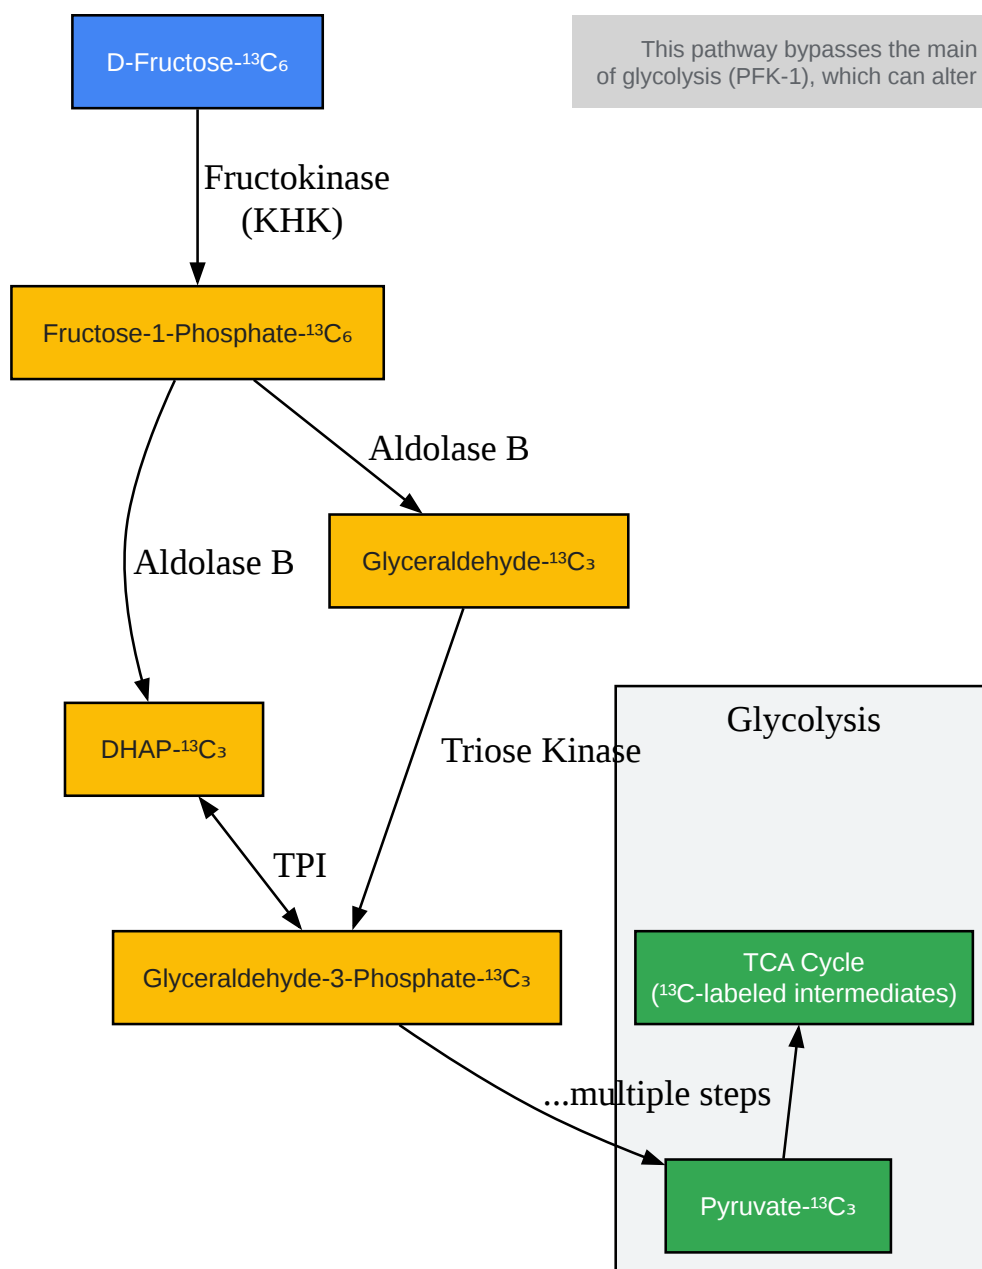 D-Fructose-¹³C₆
This pathway bypasses the main
of glycolysis (PFK-1), which can alter
Fructokinase
(KHK)
Fructose-1-Phosphate-¹³C₆
Aldolase B
Glyceraldehyde-¹³C₃
Aldolase B
Glycolysis
DHAP-¹³C₃
Triose Kinase
TPI
Glyceraldehyde-3-Phosphate-¹³C₃
TCA Cycle
(¹³C-labeled intermediates)
...multiple steps
Pyruvate-¹³C₃